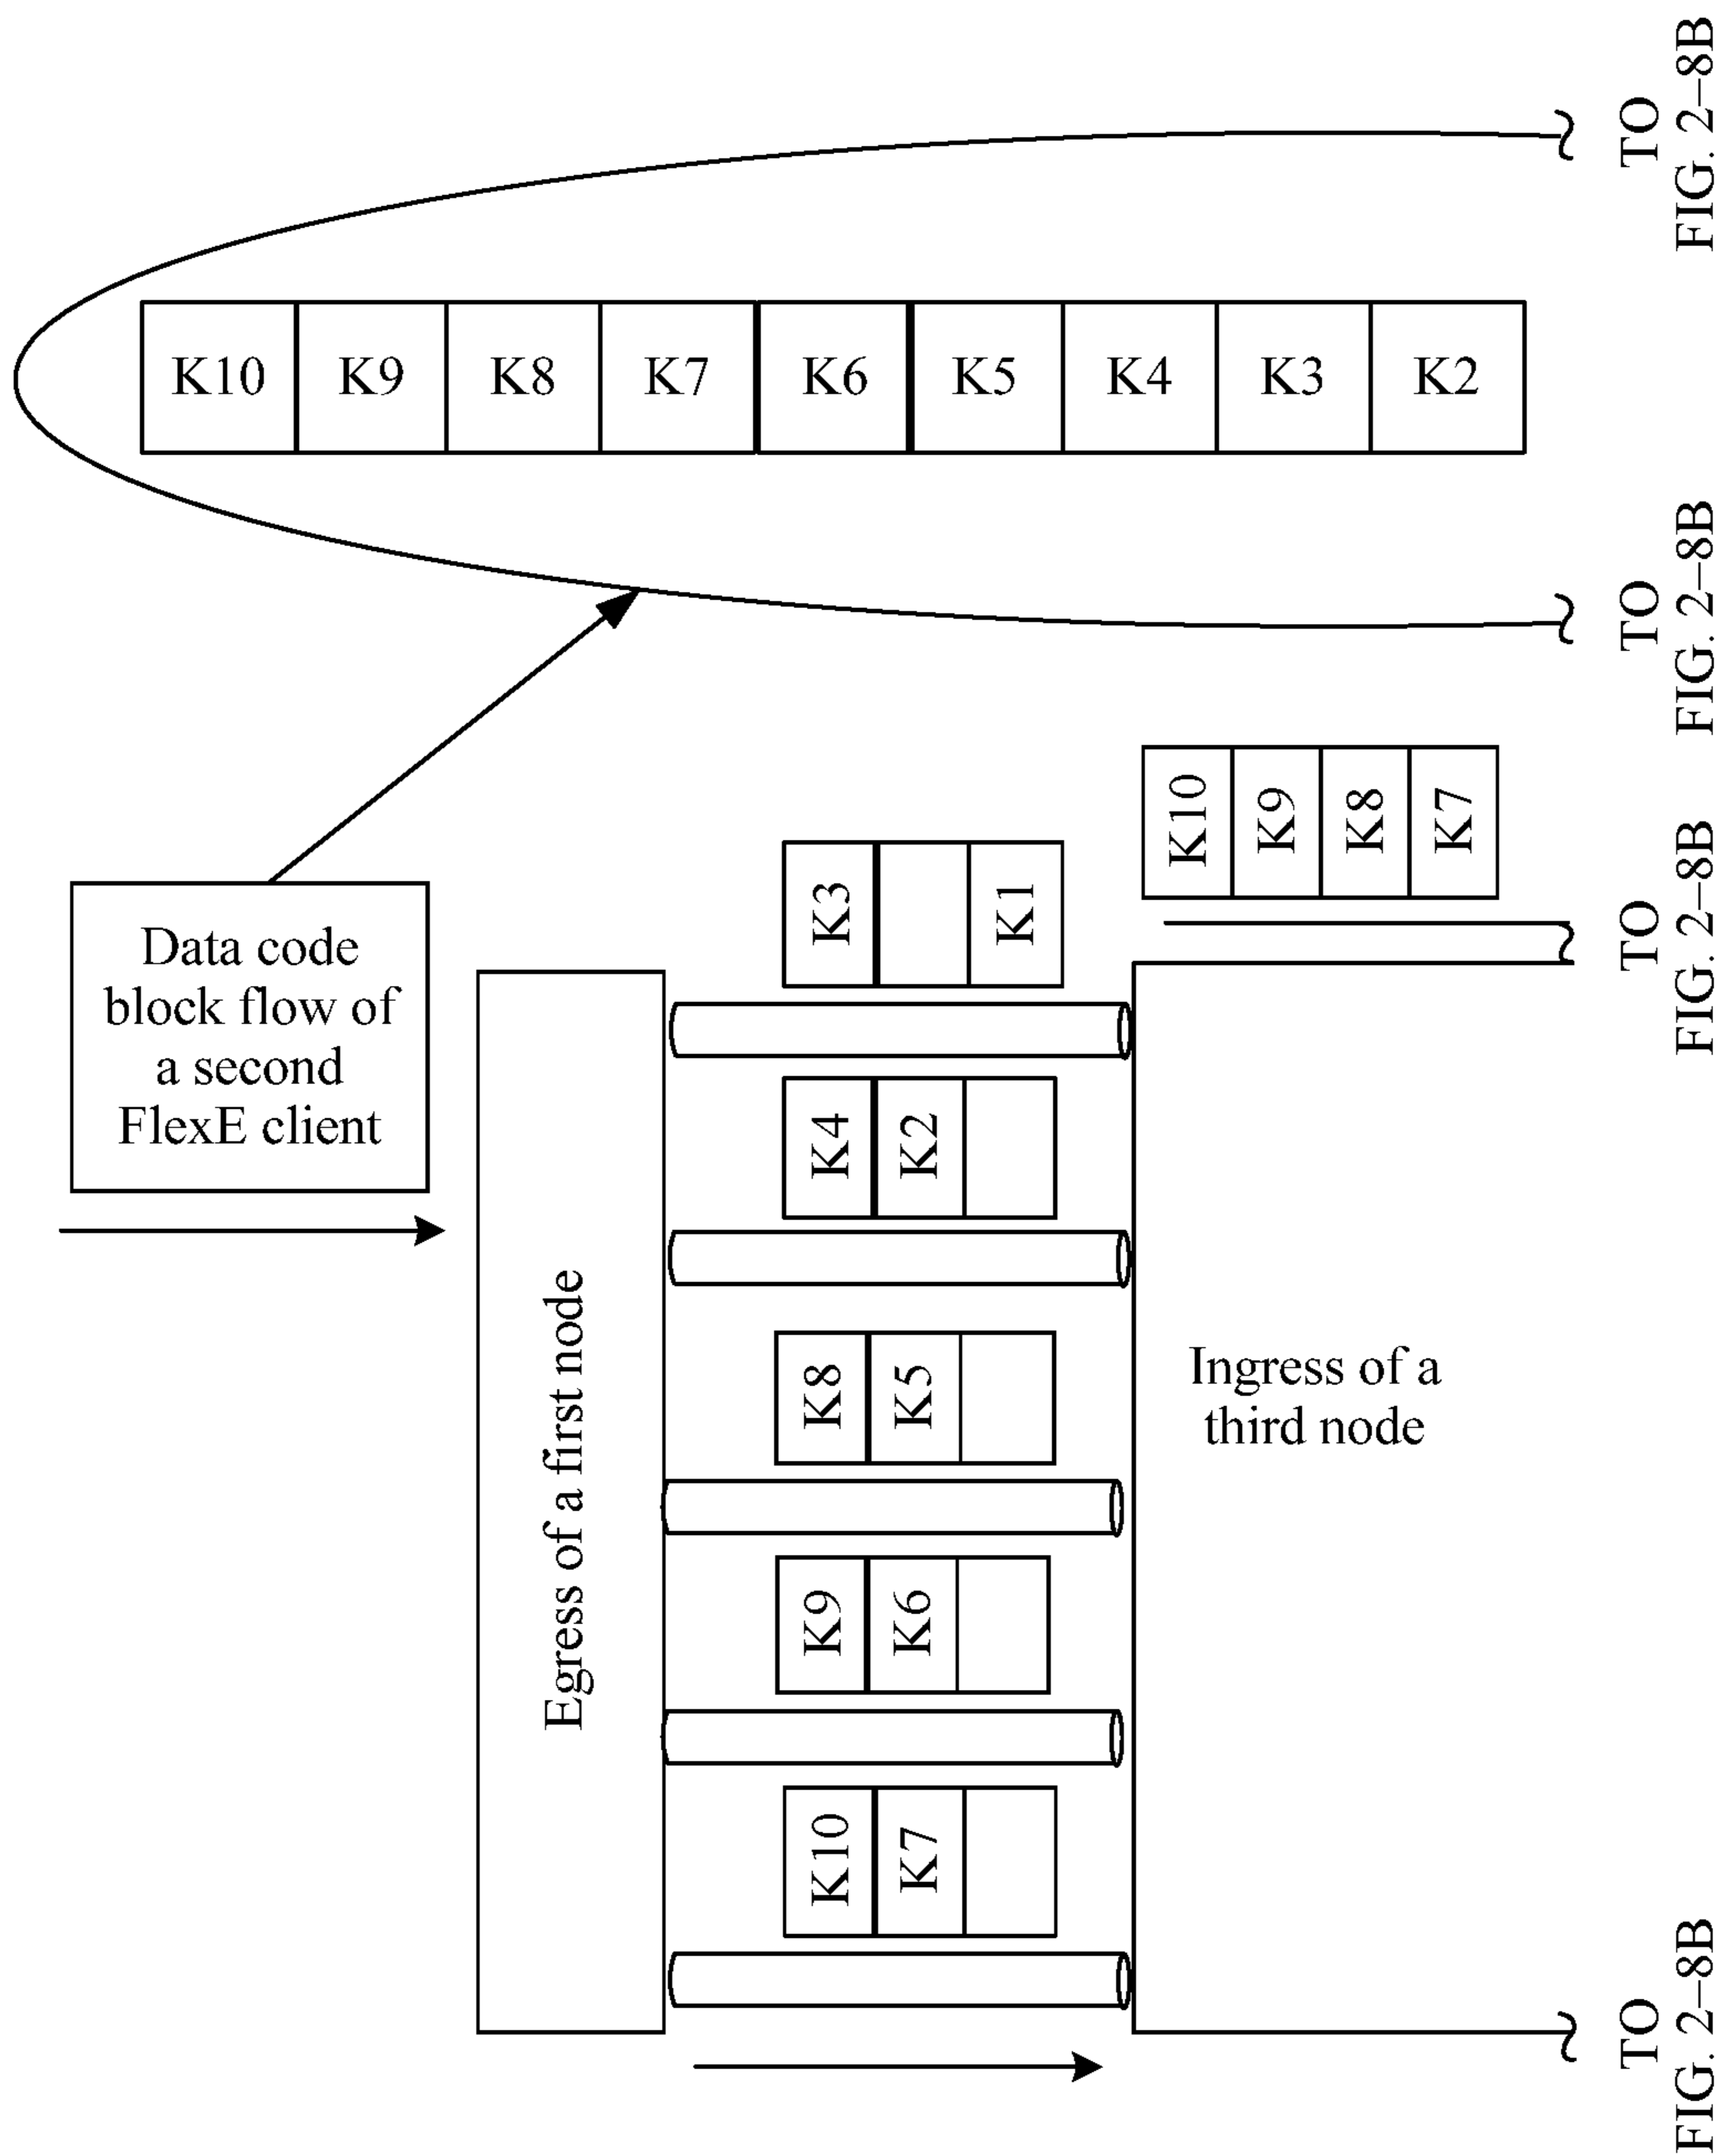 K10
K9
K8
K7
K6
K5
K4
K3
K2
TO
FIG. 2–8B
TO
FIG. 2–8B
Data code
block flow of
a second
FlexE client
Egress of a first node
K3
K1
K4
K2
K8
K5
K9
K6
K10
K7
K10
K9
K8
K7
Ingress of a
third node
TO
FIG. 2–8B
TO
FIG. 2–8B